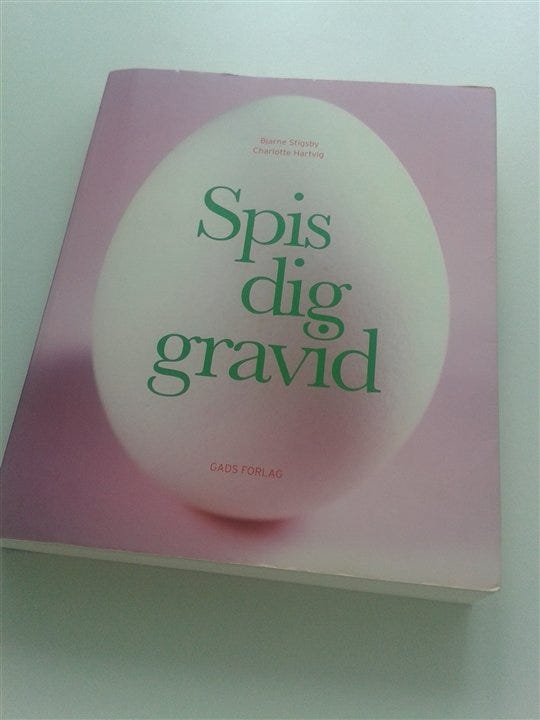 Bjarne Stigsby
Charlotte Hartvig
Spis
dig
gravid
GADS FORLAG